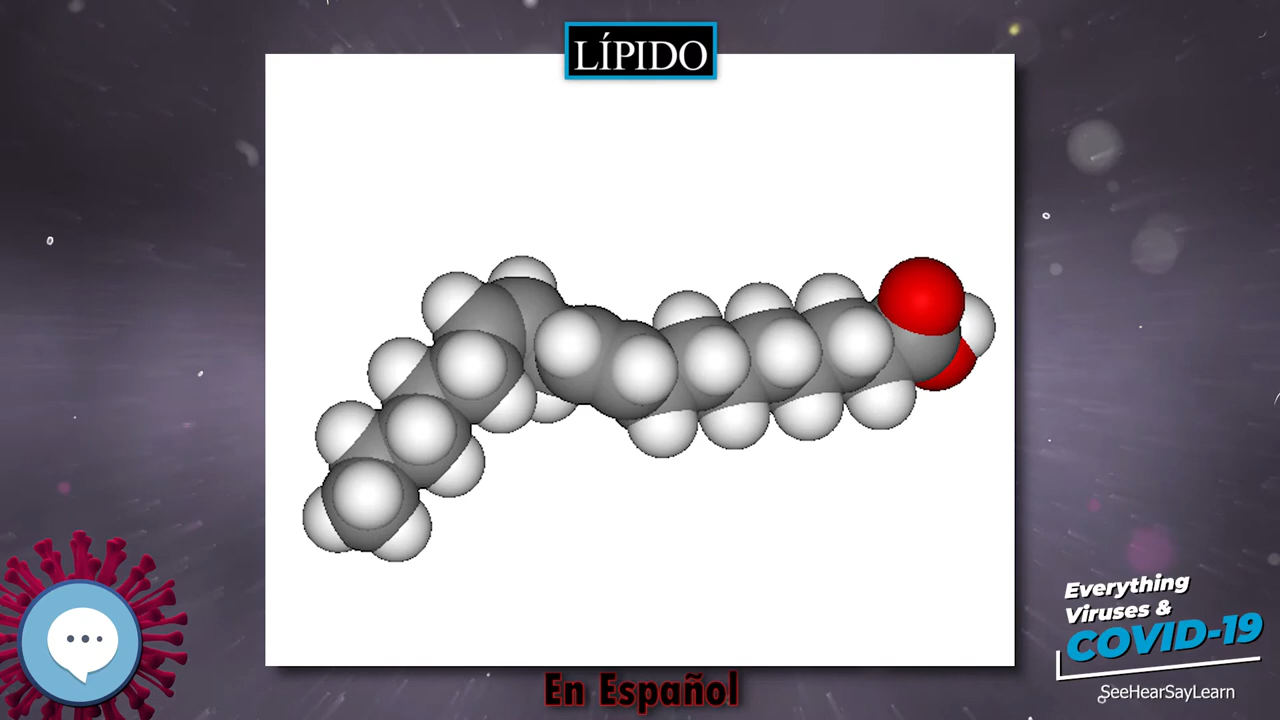 LÍPIDO
Everything
Viruses &
COVID-19
SeeHearSayLearn
En Español